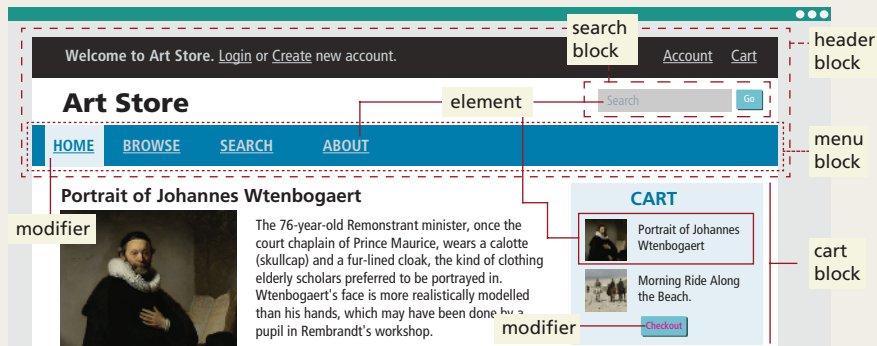 search
block
header
block
Welcome to Art Store. Login or Create new account.
Account Cart
Art Store
element
Search
Go
HOME BROWSE SEARCH ABOUT
menu
block
Portrait of Johannes Wtenbogaert
CART
modifier
The 76-year-old Remonstrant minister, once the
court chaplain of Prince Maurice, wears a calotte
(skullcap) and a fur-lined cloak, the kind of clothing
elderly scholars preferred to be portrayed in.
Wtenbogaert's face is more realistically modelled
than his hands, which may have been done by a
pupil in Rembrandt's workshop.
Portrait of Johannes
Wtenbogaert
cart
block
Morning Ride Along
the Beach.
modifier
Checkout